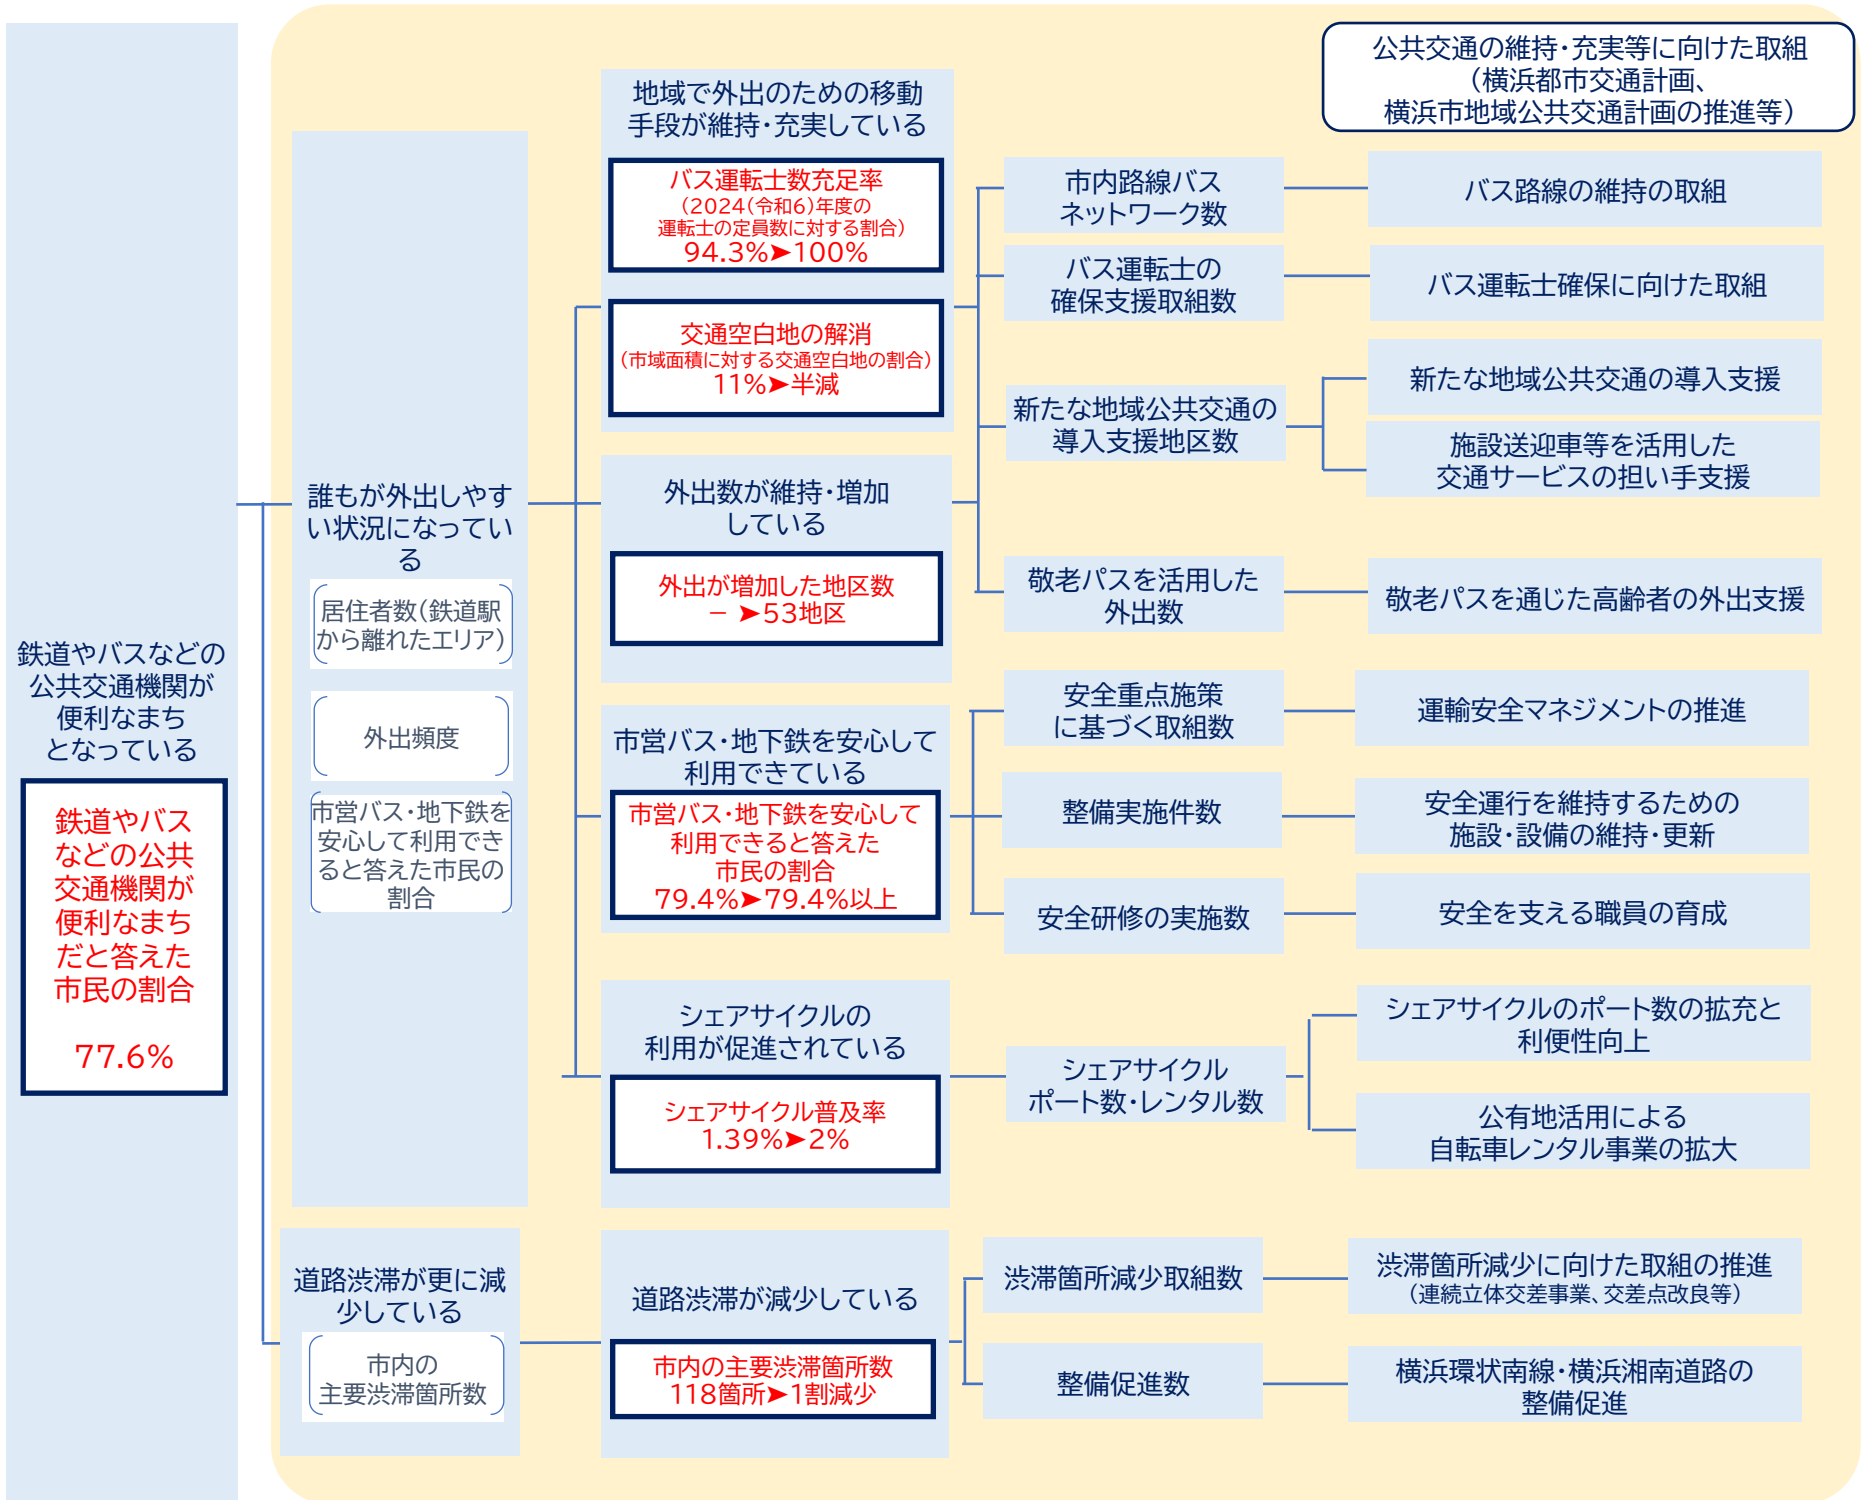 公共交通の維持・充実等に向けた取組
（横浜都市交通計画、
横浜市地域公共交通計画の推進等）
鉄道やバスなどの
公共交通機関が
便利なまち
となっている
鉄道やバス
などの公共
交通機関が
便利なまち
だと答えた
市民の割合
77.6%
誰もが外出しやす
い状況になってい
る
居住者数（鉄道駅
から離れたエリア）
外出頻度
市営バス・地下鉄を
安心して利用でき
ると答えた市民の
割合
地域で外出のための移動
手段が維持・充実している
バス運転士数充足率
（2024（令和6）年度の
運転士の定員数に対する割合）
94.3%➤100%
交通空白地の解消
（市域面積に対する交通空白地の割合）
11%➤半減
市内路線バス
ネットワーク数
バス路線の維持の取組
バス運転士の
確保支援取組数
バス運転士確保に向けた取組
新たな地域公共交通の
導入支援地区数
新たな地域公共交通の導入支援
施設送迎車等を活用した
交通サービスの担い手支援
外出数が維持・増加
している
外出が増加した地区数
－ ➤53地区
敬老パスを活用した
外出数
敬老パスを通じた高齢者の外出支援
市営バス・地下鉄を安心して
利用できている
市営バス・地下鉄を安心して
利用できると答えた
市民の割合
79.4%➤79.4%以上
安全重点施策
に基づく取組数
運輸安全マネジメントの推進
整備実施件数
安全運行を維持するための
施設・設備の維持・更新
安全研修の実施数
安全を支える職員の育成
シェアサイクルの
利用が促進されている
シェアサイクル普及率
1.39%➤2%
シェアサイクル
ポート数・レンタル数
シェアサイクルのポート数の拡充と
利便性向上
公有地活用による
自転車レンタル事業の拡大
道路渋滞が更に減
少している
市内の
主要渋滞箇所数
道路渋滞が減少している
市内の主要渋滞箇所数
118箇所➤1割減少
渋滞箇所減少取組数
渋滞箇所減少に向けた取組の推進
（連続立体交差事業、交差点改良等）
整備促進数
横浜環状南線・横浜湘南道路の
整備促進